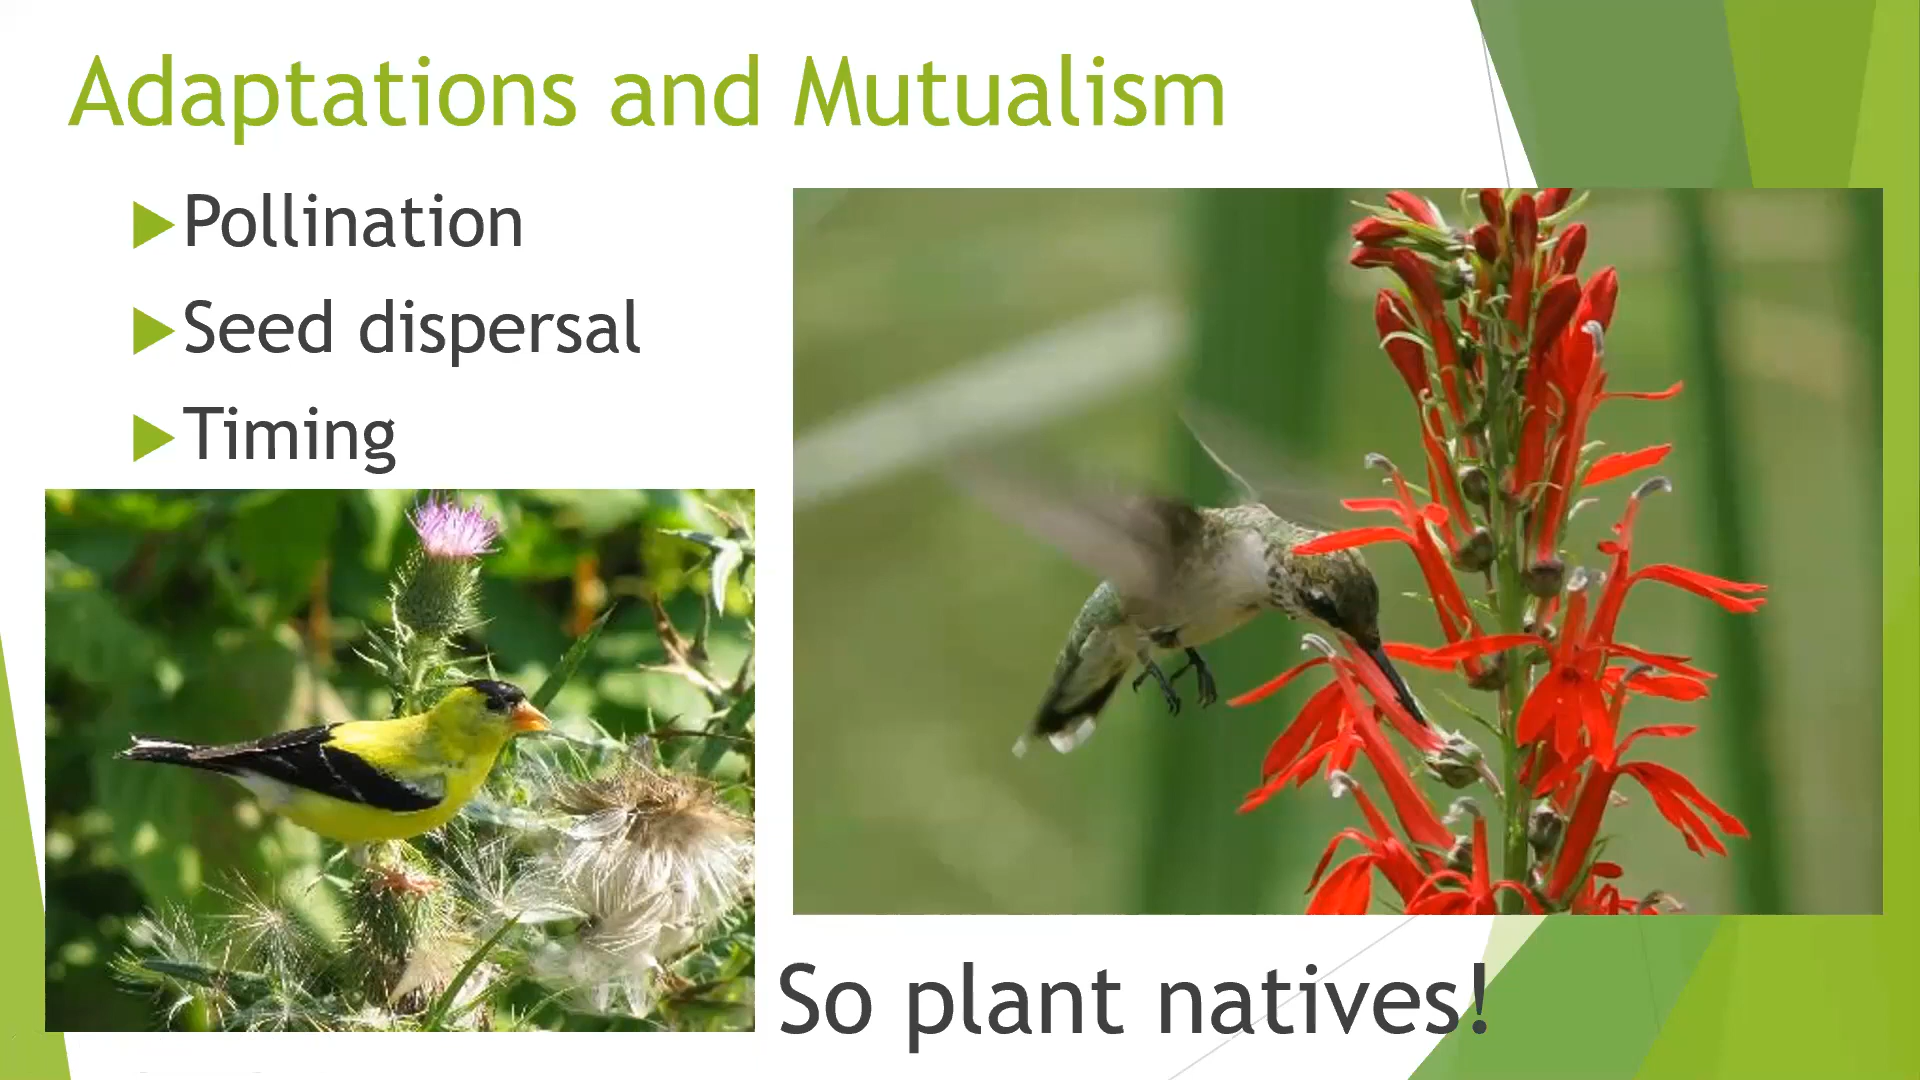 Adaptations and Mutualism
Pollination
Seed dispersal
Timing
So plant natives!